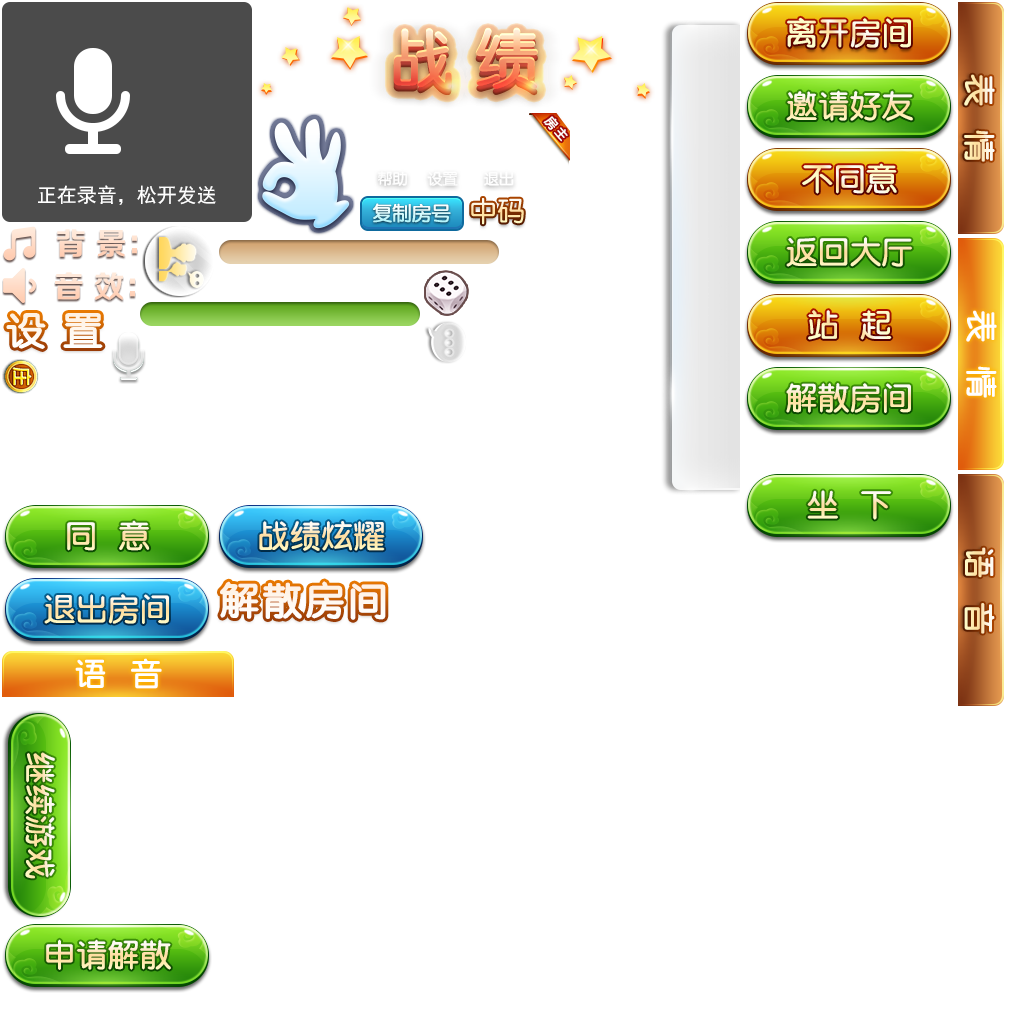 战绩
房主
正在录音，松开发送
帮助
设置
退出
复制房号
中码
背景:
音效:
设置
庄
离开房间
邀请好友
不同意
返回大厅
站起
解散房间
坐下
表情
表情
语音
同意
战绩炫耀
退出房间
解散房间
语音
继续游戏
申请解散